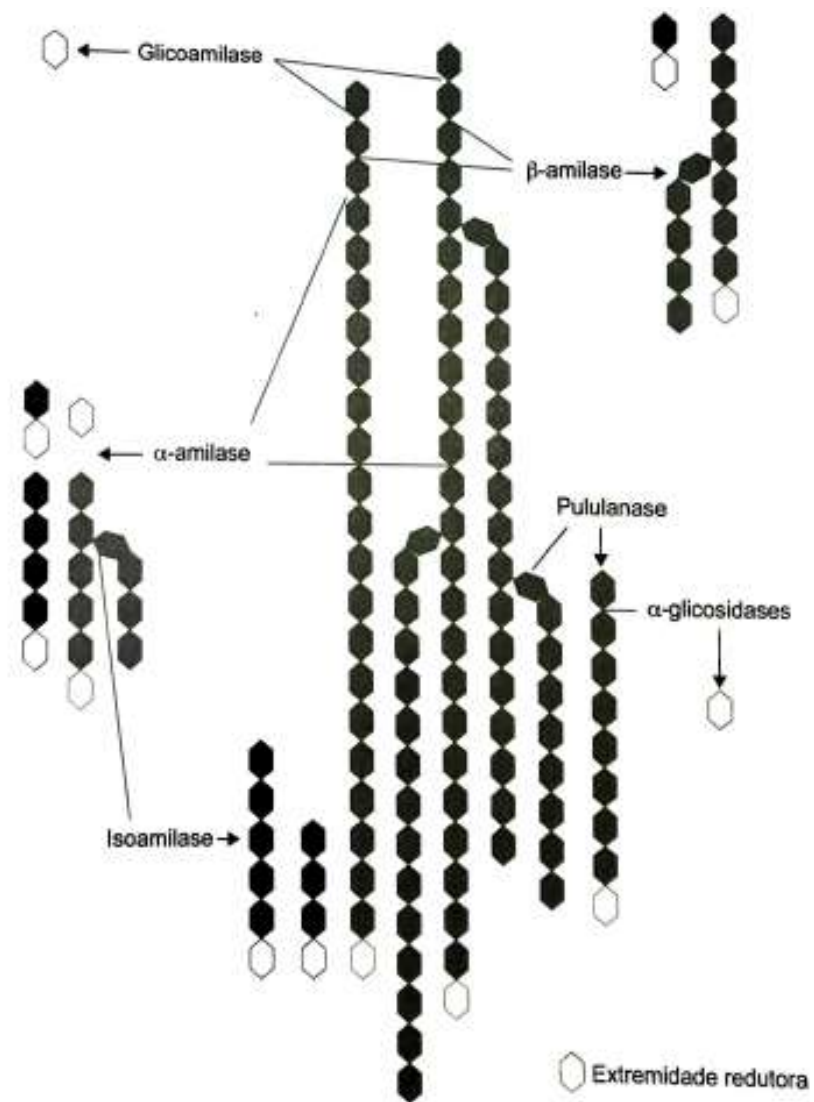 Glicoamilase
β-amilase
α-amilase
Pululanase
α-glicosidases
Isoamilase
Extremidade redutora